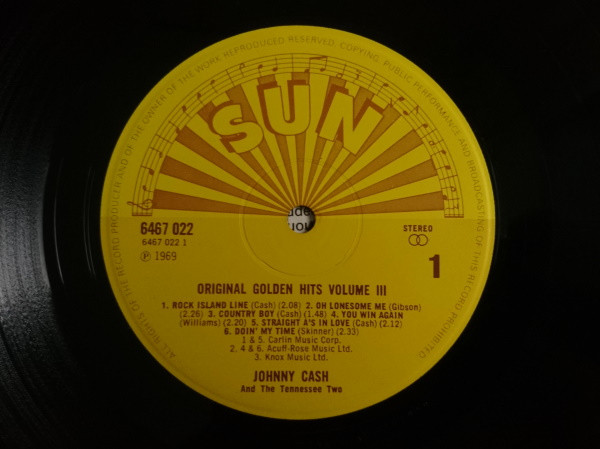 ALL RIGHTS OF THE RECORD PRODUCER AND OF THE OWNER OF THE WORK REPRODUCED RESERVED. COPYING, PUBLIC PERFORMANCE AND BROADCASTING OF THIS RECORD PROHIBITED
SUN
6467 022
STEREO
6467 022 1
℗ 1969
1
ORIGINAL GOLDEN HITS VOLUME III
1. ROCK ISLAND LINE (Cash) (2.08) 2. OH LONESOME ME (Gibson)
(2.26) 3. COUNTRY BOY (Cash) (1.48) 4. YOU WIN AGAIN
(Williams) (2.20) 5. STRAIGHT A'S IN LOVE (Cash) (2.12)
6. DOIN' MY TIME (Skinner) (2.33)
1 & 5. Carlin Music Corp.
2. 4 & 6. Acuff-Rose Music Ltd.
3. Knox Music Ltd.
JOHNNY CASH
And The Tennessee Two